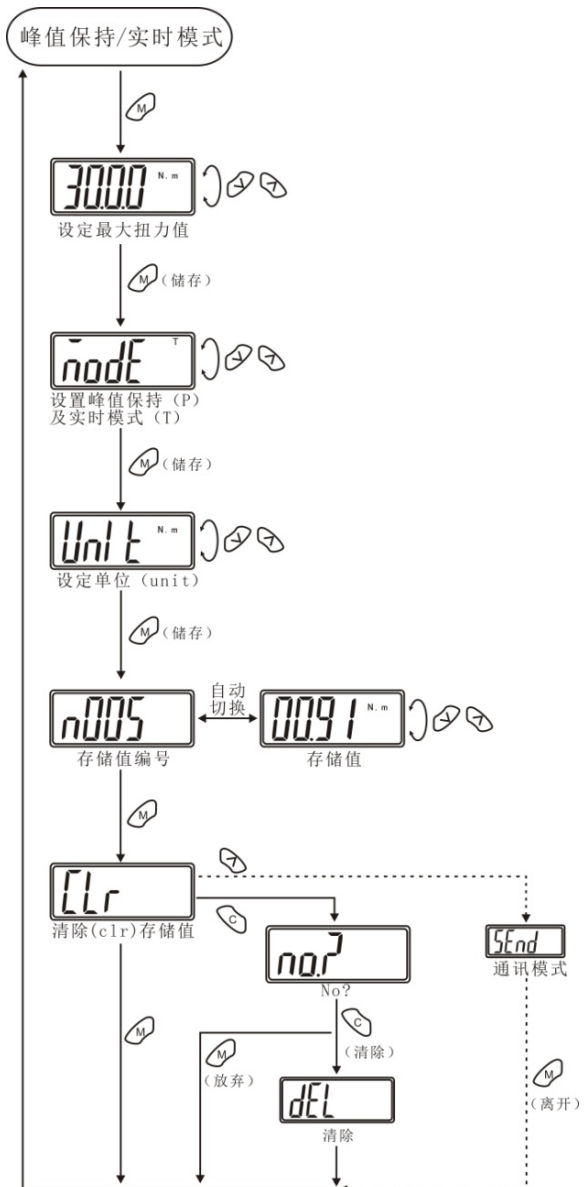 峰值保持/实时模式
M
30.0.0 N.m
设定最大扭力值
M (储存)
modE T
设置峰值保持 (P)
及实时模式 (T)
M (储存)
UnIt N.m
设定单位 (unit)
M (储存)
n005
自动
切换
00.91 N.m
存储值编号
存储值
M
CLr
清除(clr)存储值
C
no.?
No?
SEnd
通讯模式
M
M
(放弃)
C
(清除)
M
(离开)
dEL
清除